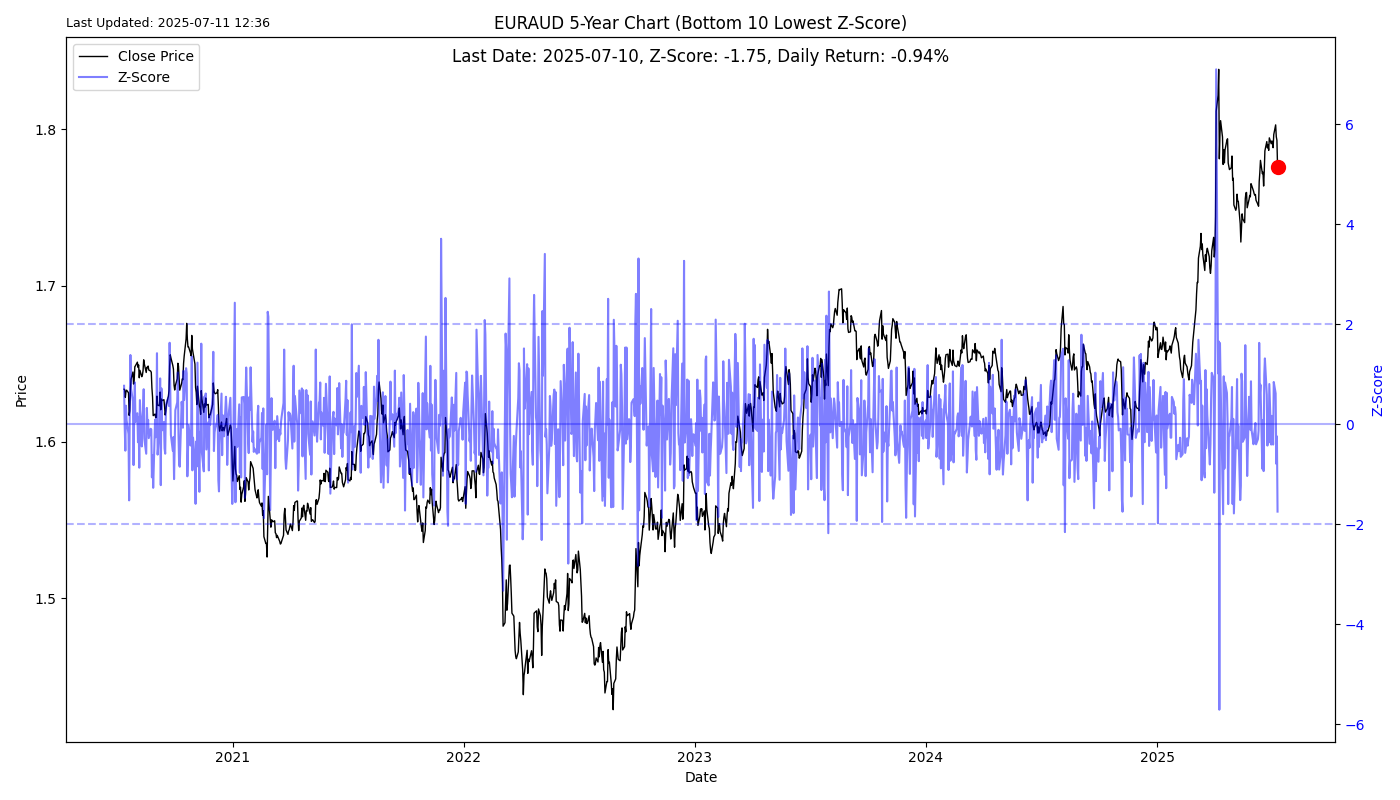 Last Updated: 2025-07-11 12:36
EURAUD 5-Year Chart (Bottom 10 Lowest Z-Score)
Last Date: 2025-07-10, Z-Score: -1.75, Daily Return: -0.94%
Close Price
Z-Score
1.8
1.7
1.6
1.5
Price
6
4
2
0
−2
−4
−6
Z-Score
2021
2022
2023
2024
2025
Date